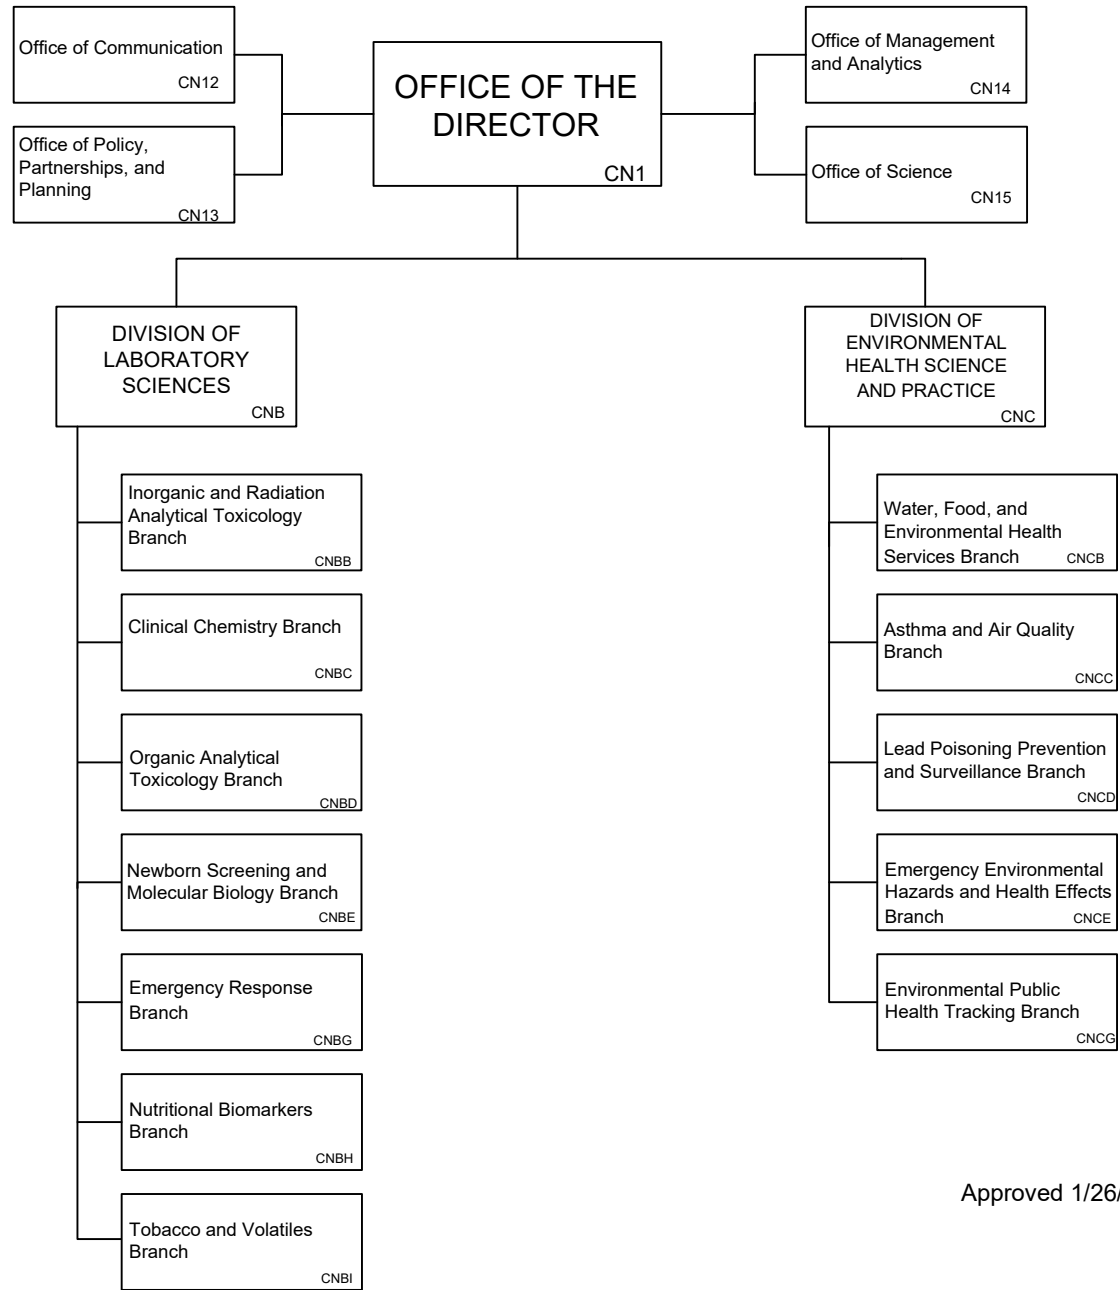 Office of Communication
CN12
Office of Policy,
Partnerships, and
Planning
CN13
OFFICE OF THE
DIRECTOR
CN1
Office of Management
and Analytics
CN14
Office of Science
CN15
DIVISION OF
LABORATORY
SCIENCES
CNB
Inorganic and Radiation
Analytical Toxicology
Branch
CNBB
Clinical Chemistry Branch
CNBC
Organic Analytical
Toxicology Branch
CNBD
Newborn Screening and
Molecular Biology Branch
CNBE
Emergency Response
Branch
CNBG
Nutritional Biomarkers
Branch
CNBH
Tobacco and Volatiles
Branch
CNBI
DIVISION OF
ENVIRONMENTAL
HEALTH SCIENCE
AND PRACTICE
CNC
Water, Food, and
Environmental Health
Services Branch CNCB
Asthma and Air Quality
Branch
CNCC
Lead Poisoning Prevention
and Surveillance Branch
CNCD
Emergency Environmental
Hazards and Health Effects
Branch CNCE
Environmental Public
Health Tracking Branch
CNCG
Approved 1/26/